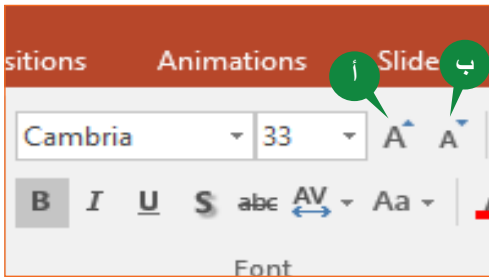 sitions Animations Slide
أ ب
Cambria 33 A A
B I U S abc AV Aa A
Font